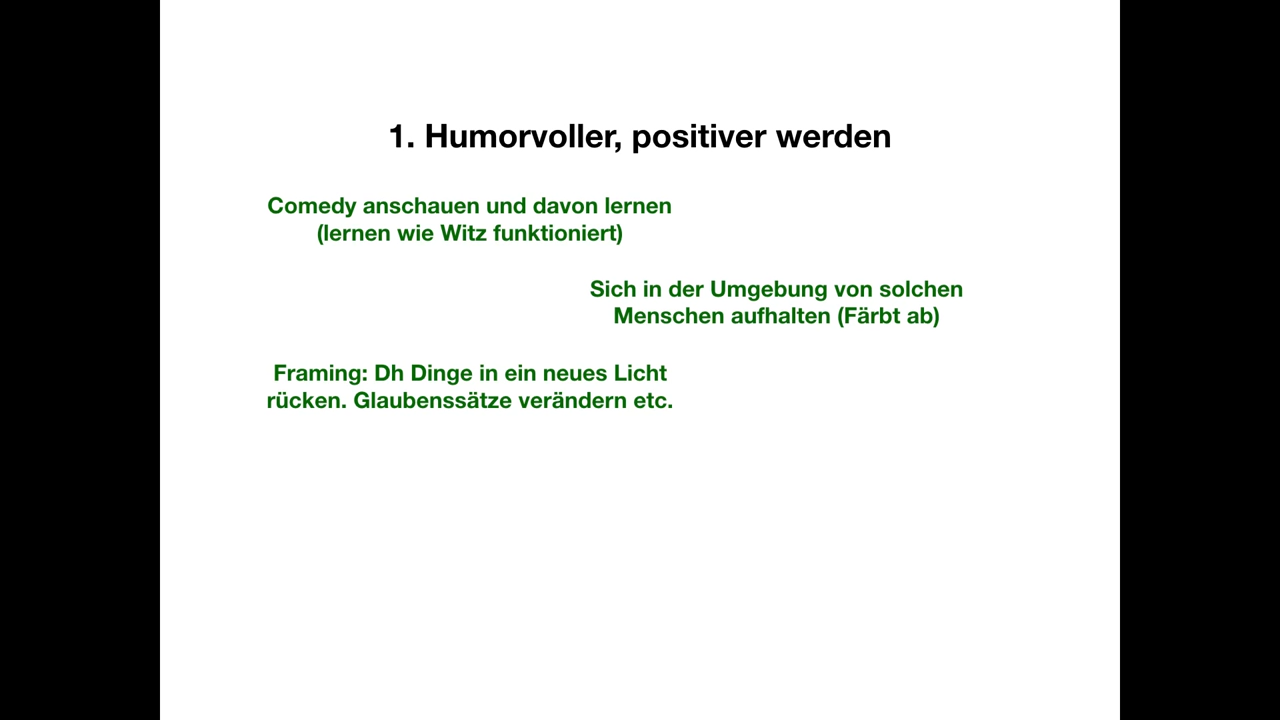 1. Humorvoller, positiver werden
Comedy anschauen und davon lernen
(lernen wie Witz funktioniert)
Sich in der Umgebung von solchen
Menschen aufhalten (Färbt ab)
Framing: Dh Dinge in ein neues Licht
rücken. Glaubenssätze verändern etc.